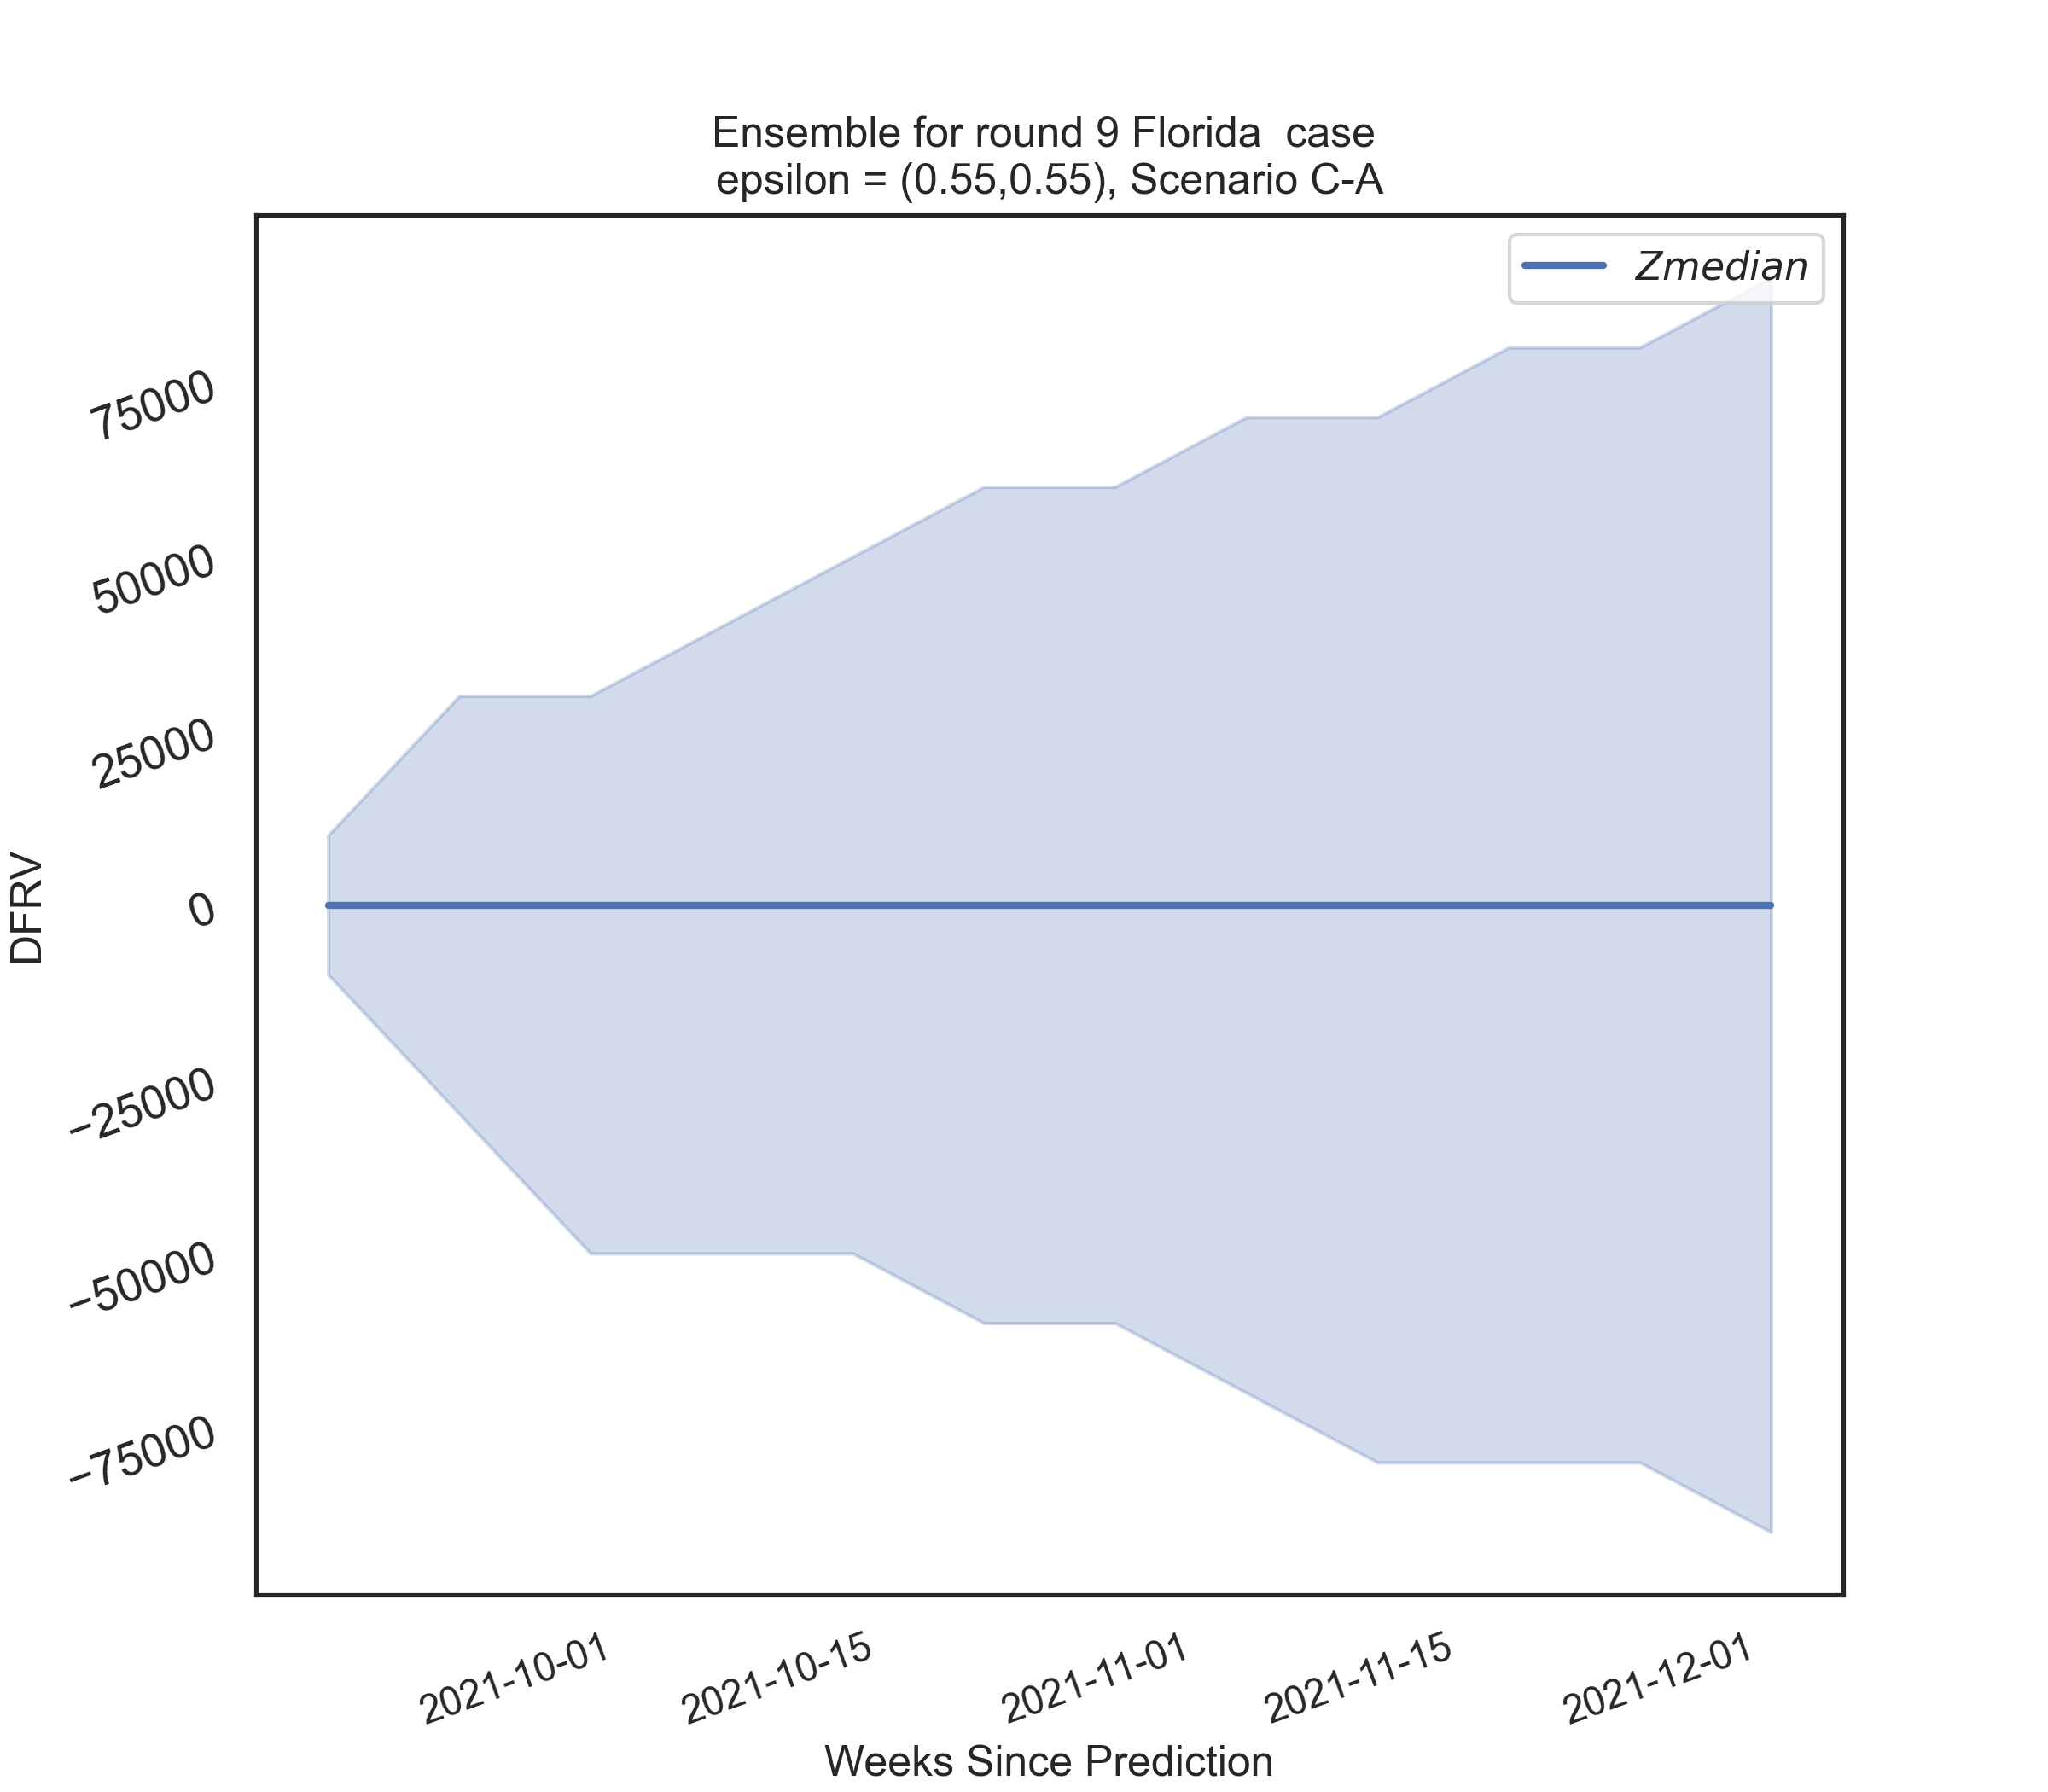 Ensemble for round 9 Florida  case
epsilon = (0.55,0.55), Scenario C-A
Zmedian
75000
50000
25000
0
−25000
−50000
−75000
DFRV
2021-10-01
2021-10-15
2021-11-01
2021-11-15
2021-12-01
Weeks Since Prediction